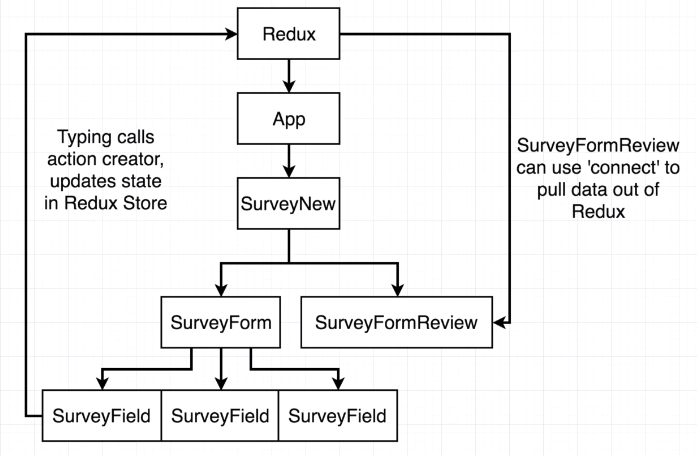 Redux
App
Typing calls
action creator,
updates state
in Redux Store
SurveyFormReview
can use 'connect' to
pull data out of
Redux
SurveyNew
SurveyForm
SurveyFormReview
SurveyField
SurveyField
SurveyField